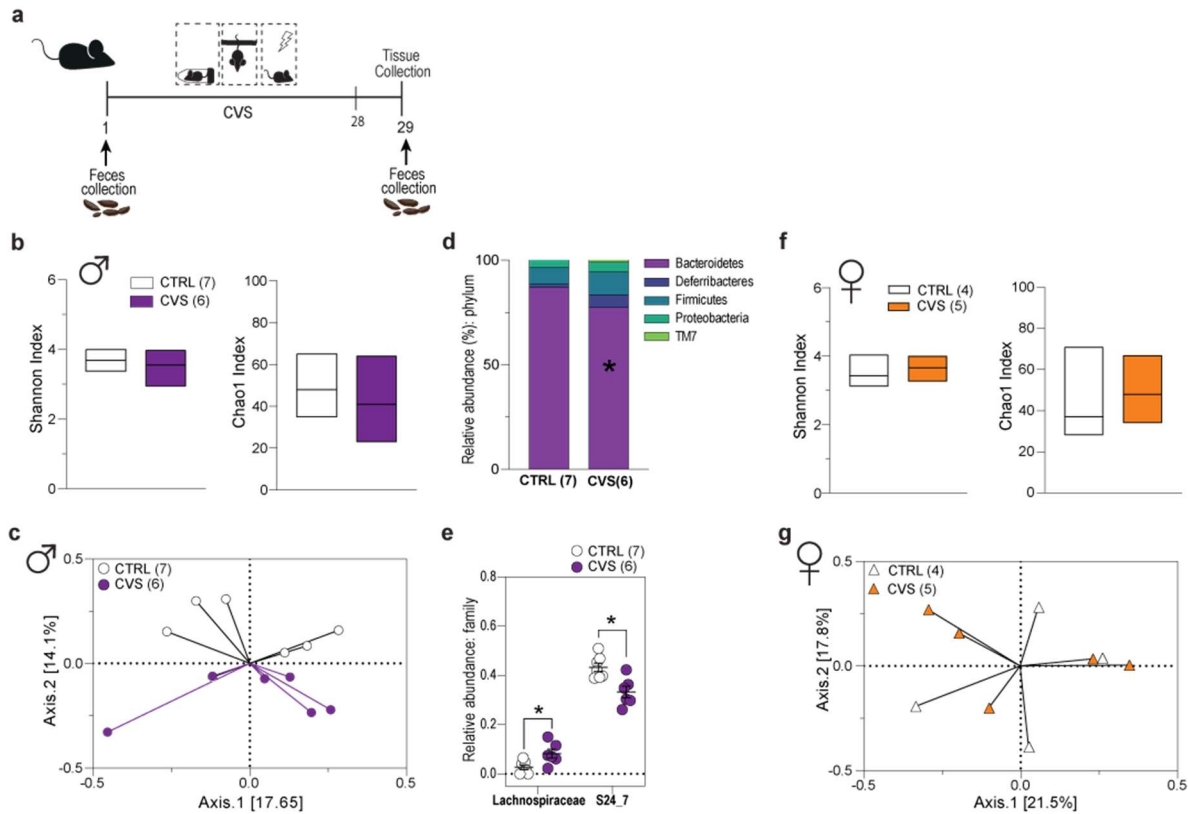 a
Tissue
Collection
CVS
1
28
29
Feces
collection
Feces
collection
b
CTRL (7)
CVS (6)
Shannon Index
6
4
2
0
Chao1 Index
100
80
60
40
20
0
d
Relative abundance (%): phylum
100
50
0
*
CTRL (7)
CVS(6)
Bacteroidetes
Deferribacteres
Firmicutes
Proteobacteria
TM7
f
CTRL (4)
CVS (5)
Shannon Index
6
4
2
0
Chao1 Index
100
80
60
40
20
0
c
CTRL (7)
CVS (6)
Axis.2 [14.1%]
0.5
0.0
-0.5
-0.5
0.0
0.5
Axis.1 [17.65]
e
CTRL (7)
CVS (6)
Relative abundance: family
0.8
0.6
0.4
0.2
0.0
*
*
Lachnospiraceae
S24_7
g
CTRL (4)
CVS (5)
Axis.2 [17.8%]
0.5
0.0
-0.5
-0.5
0.0
0.5
Axis.1 [21.5%]